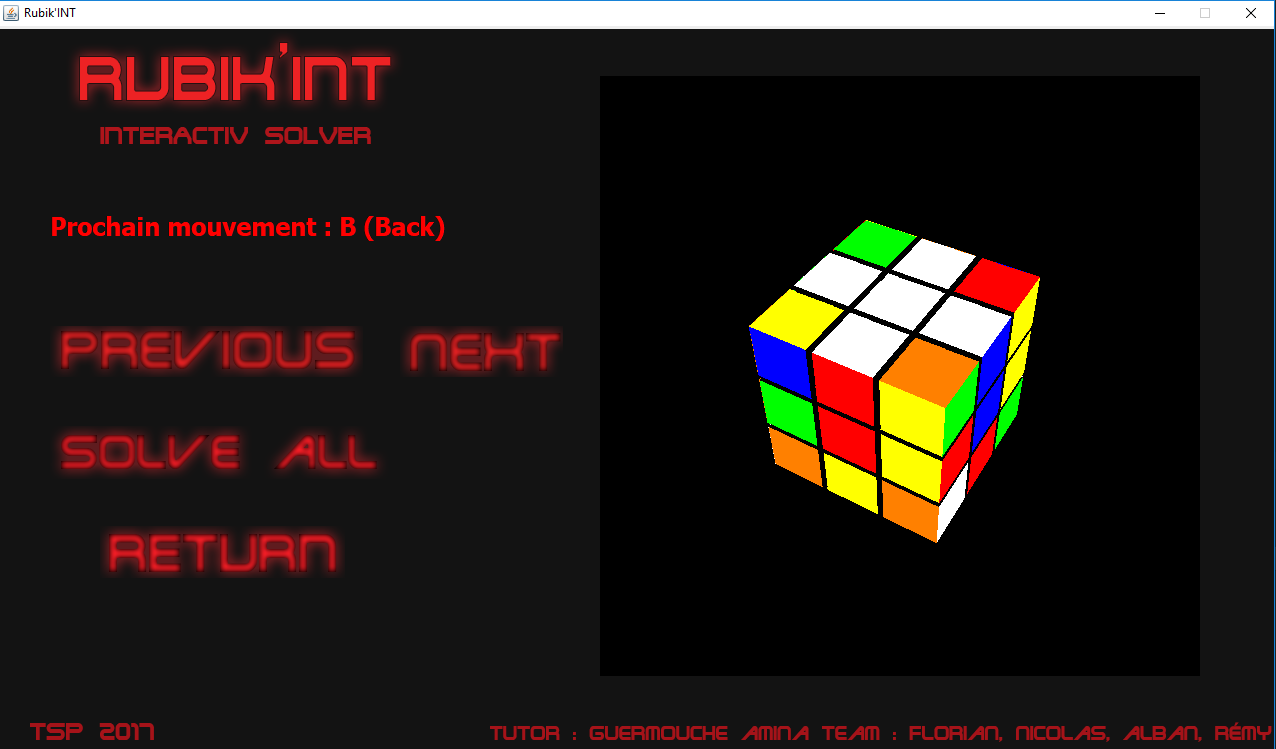 Rubik'INT
RUBIK'INT
INTERACTIV SOLVER
Prochain mouvement : B (Back)
PREVIOUS NEXT
SOLVE ALL
RETURN
TSP 2017
TUTOR : GUERMOUCHE AMINA TEAM : FLORIAN, NICOLAS, ALBAN, RÉMY